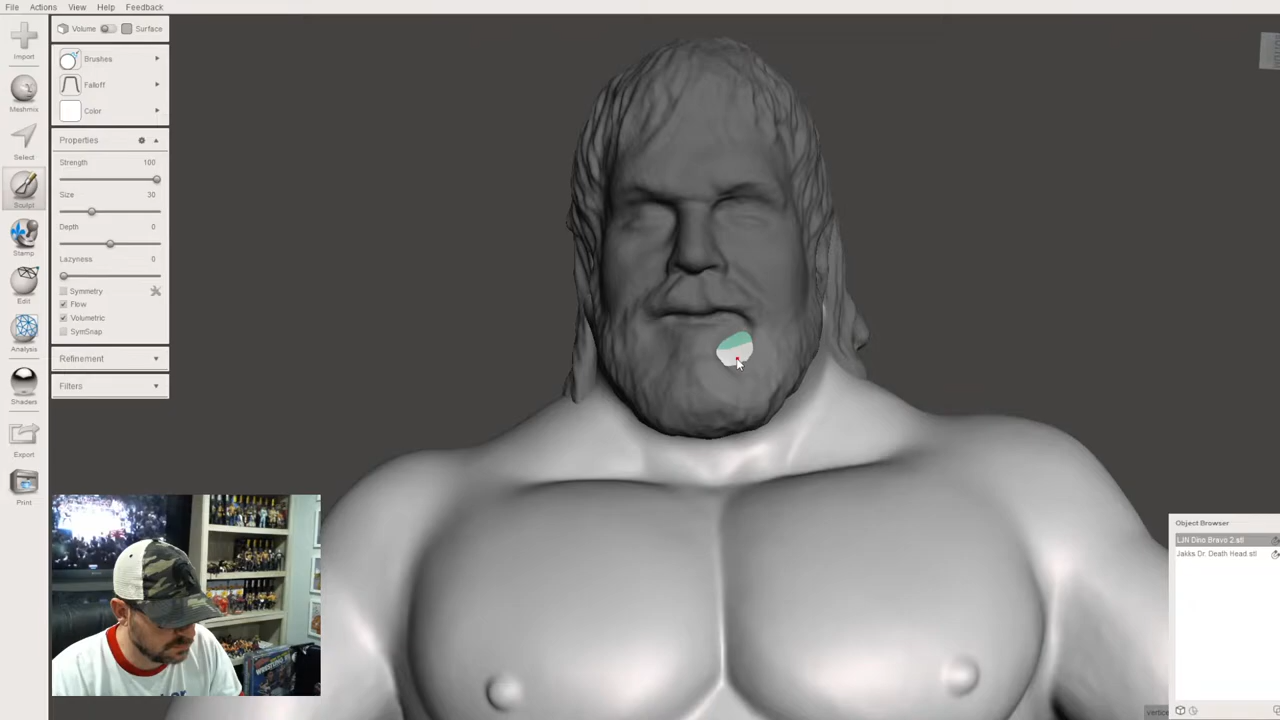 File Actions View Help Feedback
Import
Meshmix
Select
Sculpt
Stamp
Edit
Analysis
Shaders
Export
Print
Volume Surface
Brushes
Falloff
Color
Properties
Strength 100
Size 30
Depth 0
Lazyness 0
Symmetry
Flow
Volumetric
SymSnap
Refinement
Filters
Object Browser
LJN Dino Bravo 2.stl
Jakks Dr. Death Head.stl
vertice